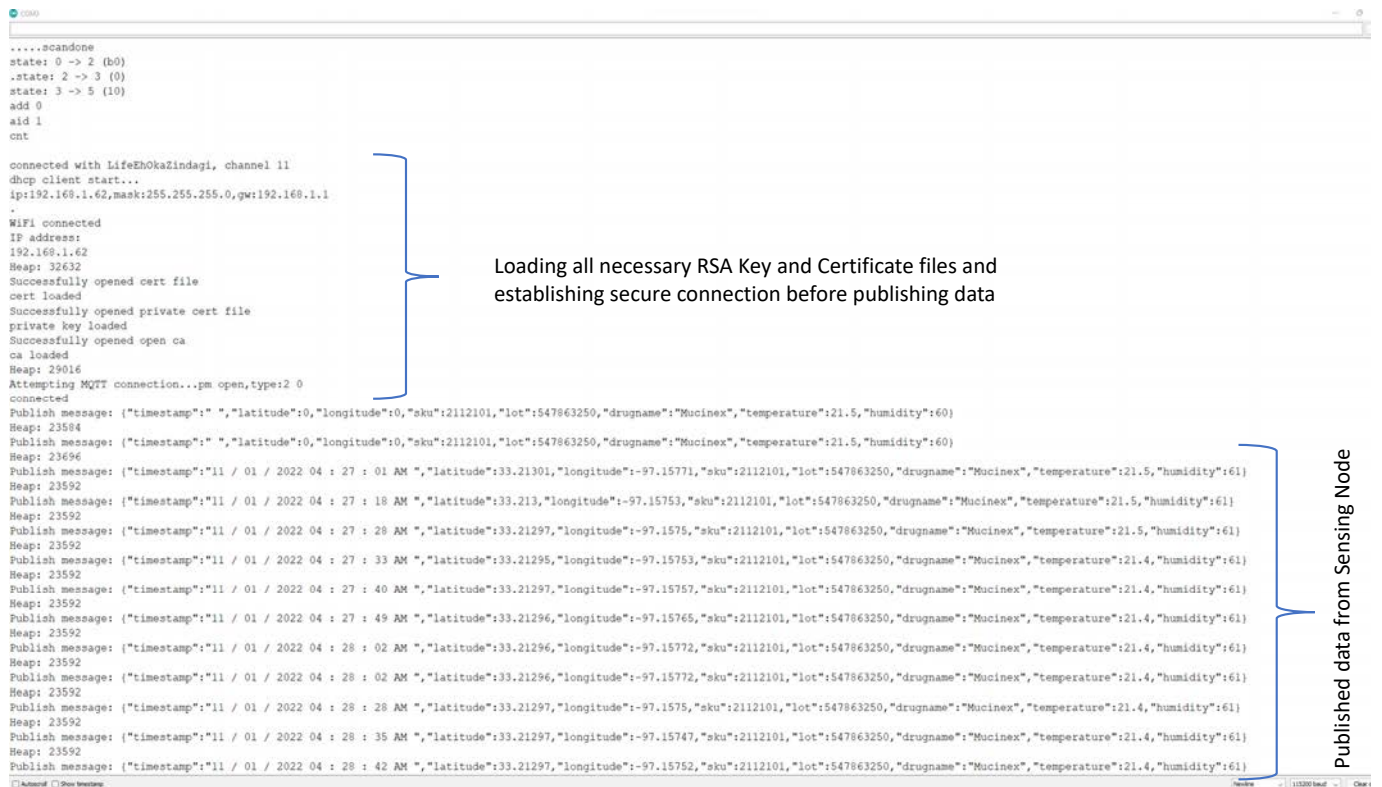 COM3
.....scandone
state: 0 -> 2 (b0)
.state: 2 -> 3 (0)
state: 3 -> 5 (10)
add 0
aid 1
cnt
connected with LifeEhOkaZindagi, channel 11
dhcp client start...
ip:192.168.1.62,mask:255.255.255.0,gw:192.168.1.1
.
WiFi connected
IP address:
192.168.1.62
Heap: 32632
Successfully opened cert file
cert loaded
Successfully opened private cert file
private key loaded
Successfully opened open ca
ca loaded
Heap: 29016
Attempting MQTT connection...pm open,type:2 0
connected
Loading all necessary RSA Key and Certificate files and
establishing secure connection before publishing data
Publish message: {"timestamp":" ","latitude":0,"longitude":0,"sku":2112101,"lot":547863250,"drugname":"Mucinex","temperature":21.5,"humidity":60}
Heap: 23584
Publish message: {"timestamp":" ","latitude":0,"longitude":0,"sku":2112101,"lot":547863250,"drugname":"Mucinex","temperature":21.5,"humidity":60}
Heap: 23696
Publish message: {"timestamp":"11 / 01 / 2022 04 : 27 : 01 AM ","latitude":33.21301,"longitude":-97.15771,"sku":2112101,"lot":547863250,"drugname":"Mucinex","temperature":21.5,"humidity":61}
Heap: 23592
Publish message: {"timestamp":"11 / 01 / 2022 04 : 27 : 18 AM ","latitude":33.213,"longitude":-97.15753,"sku":2112101,"lot":547863250,"drugname":"Mucinex","temperature":21.5,"humidity":61}
Heap: 23592
Publish message: {"timestamp":"11 / 01 / 2022 04 : 27 : 28 AM ","latitude":33.21297,"longitude":-97.1575,"sku":2112101,"lot":547863250,"drugname":"Mucinex","temperature":21.5,"humidity":61}
Heap: 23592
Publish message: {"timestamp":"11 / 01 / 2022 04 : 27 : 33 AM ","latitude":33.21295,"longitude":-97.15753,"sku":2112101,"lot":547863250,"drugname":"Mucinex","temperature":21.4,"humidity":61}
Heap: 23592
Publish message: {"timestamp":"11 / 01 / 2022 04 : 27 : 40 AM ","latitude":33.21297,"longitude":-97.15757,"sku":2112101,"lot":547863250,"drugname":"Mucinex","temperature":21.4,"humidity":61}
Heap: 23592
Publish message: {"timestamp":"11 / 01 / 2022 04 : 27 : 49 AM ","latitude":33.21296,"longitude":-97.15765,"sku":2112101,"lot":547863250,"drugname":"Mucinex","temperature":21.4,"humidity":61}
Heap: 23592
Publish message: {"timestamp":"11 / 01 / 2022 04 : 28 : 02 AM ","latitude":33.21296,"longitude":-97.15772,"sku":2112101,"lot":547863250,"drugname":"Mucinex","temperature":21.4,"humidity":61}
Heap: 23592
Publish message: {"timestamp":"11 / 01 / 2022 04 : 28 : 02 AM ","latitude":33.21296,"longitude":-97.15772,"sku":2112101,"lot":547863250,"drugname":"Mucinex","temperature":21.4,"humidity":61}
Heap: 23592
Publish message: {"timestamp":"11 / 01 / 2022 04 : 28 : 28 AM ","latitude":33.21297,"longitude":-97.1575,"sku":2112101,"lot":547863250,"drugname":"Mucinex","temperature":21.4,"humidity":61}
Heap: 23592
Publish message: {"timestamp":"11 / 01 / 2022 04 : 28 : 35 AM ","latitude":33.21297,"longitude":-97.15747,"sku":2112101,"lot":547863250,"drugname":"Mucinex","temperature":21.4,"humidity":61}
Heap: 23592
Publish message: {"timestamp":"11 / 01 / 2022 04 : 28 : 42 AM ","latitude":33.21297,"longitude":-97.15752,"sku":2112101,"lot":547863250,"drugname":"Mucinex","temperature":21.4,"humidity":61}
Published data from Sensing Node
Autoscroll Show timestamp Newline 115200 baud Clear